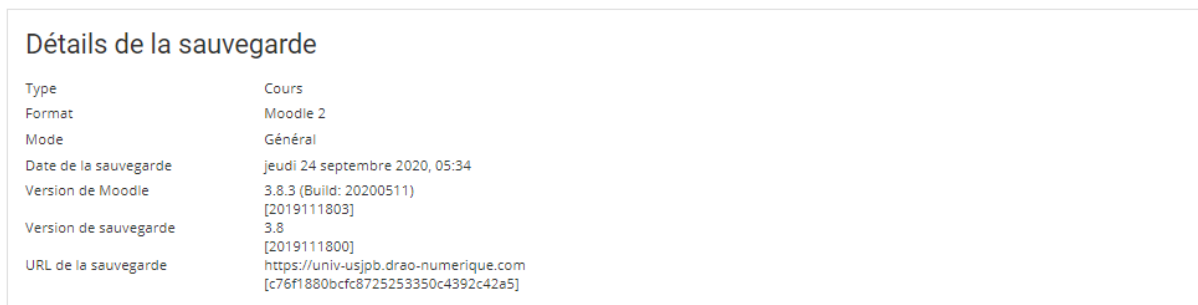 Détails de la sauvegarde
Type Cours
Format Moodle 2
Mode Général
Date de la sauvegarde jeudi 24 septembre 2020, 05:34
Version de Moodle 3.8.3 (Build: 20200511)
[2019111803]
Version de sauvegarde 3.8
[2019111800]
URL de la sauvegarde https://univ-usjpb.drao-numerique.com
[c76f1880bcfc8725253350c4392c42a5]